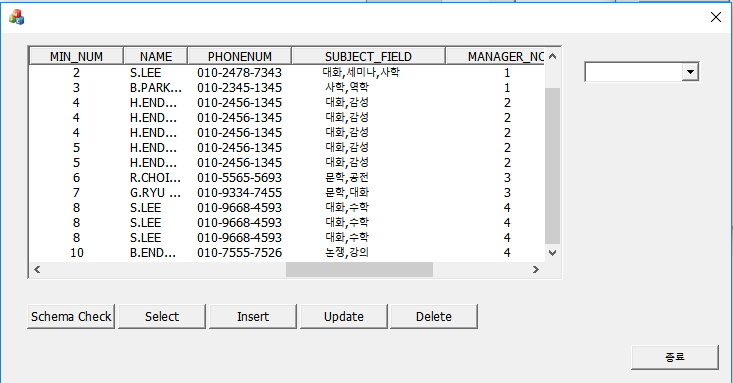 MIN_NUM NAME PHONENUM SUBJECT_FIELD MANAGER_NO
2 S.LEE 010-2478-7343 대화,세미나,사학 1
3 B.PARK... 010-2345-1345 사학,역학 1
4 H.END... 010-2456-1345 대화,감성 2
4 H.END... 010-2456-1345 대화,감성 2
4 H.END... 010-2456-1345 대화,감성 2
5 H.END... 010-2456-1345 대화,감성 2
5 H.END... 010-2456-1345 대화,감성 2
6 R.CHOI... 010-5565-5693 문학,공전 3
7 G.RYU ... 010-9334-7455 문학,대화 3
8 S.LEE 010-9668-4593 대화,수학 4
8 S.LEE 010-9668-4593 대화,수학 4
8 S.LEE 010-9668-4593 대화,수학 4
10 B.END... 010-7555-7526 논쟁,강의 4
Schema Check Select Insert Update Delete
종료